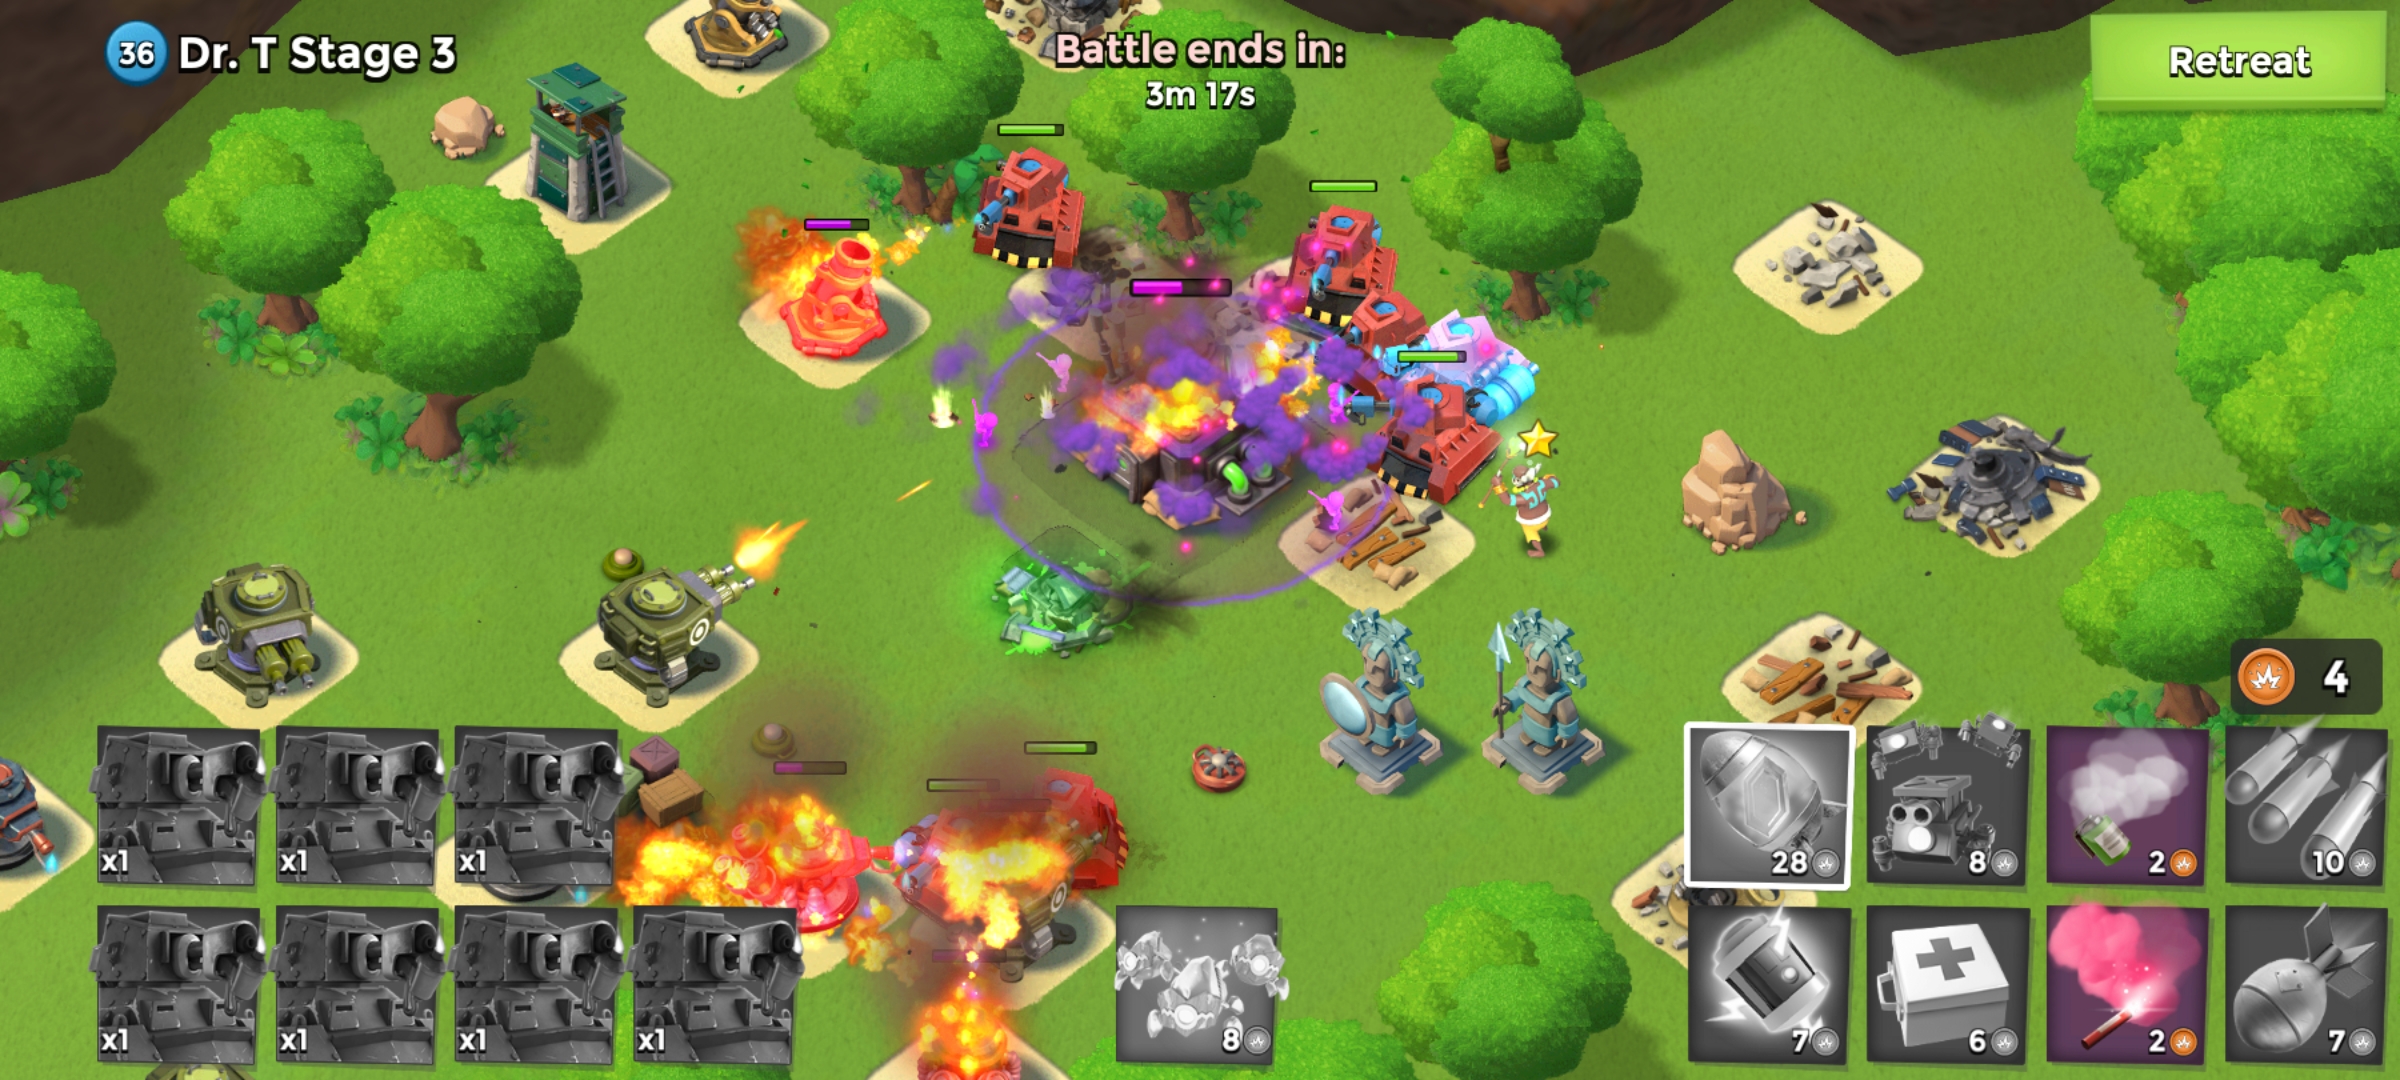 36 Dr. T Stage 3
Battle ends in:
3m 17s
Retreat
4
x1 x1 x1
28 8 2 10
x1 x1 x1 x1
8
7 6 2 7